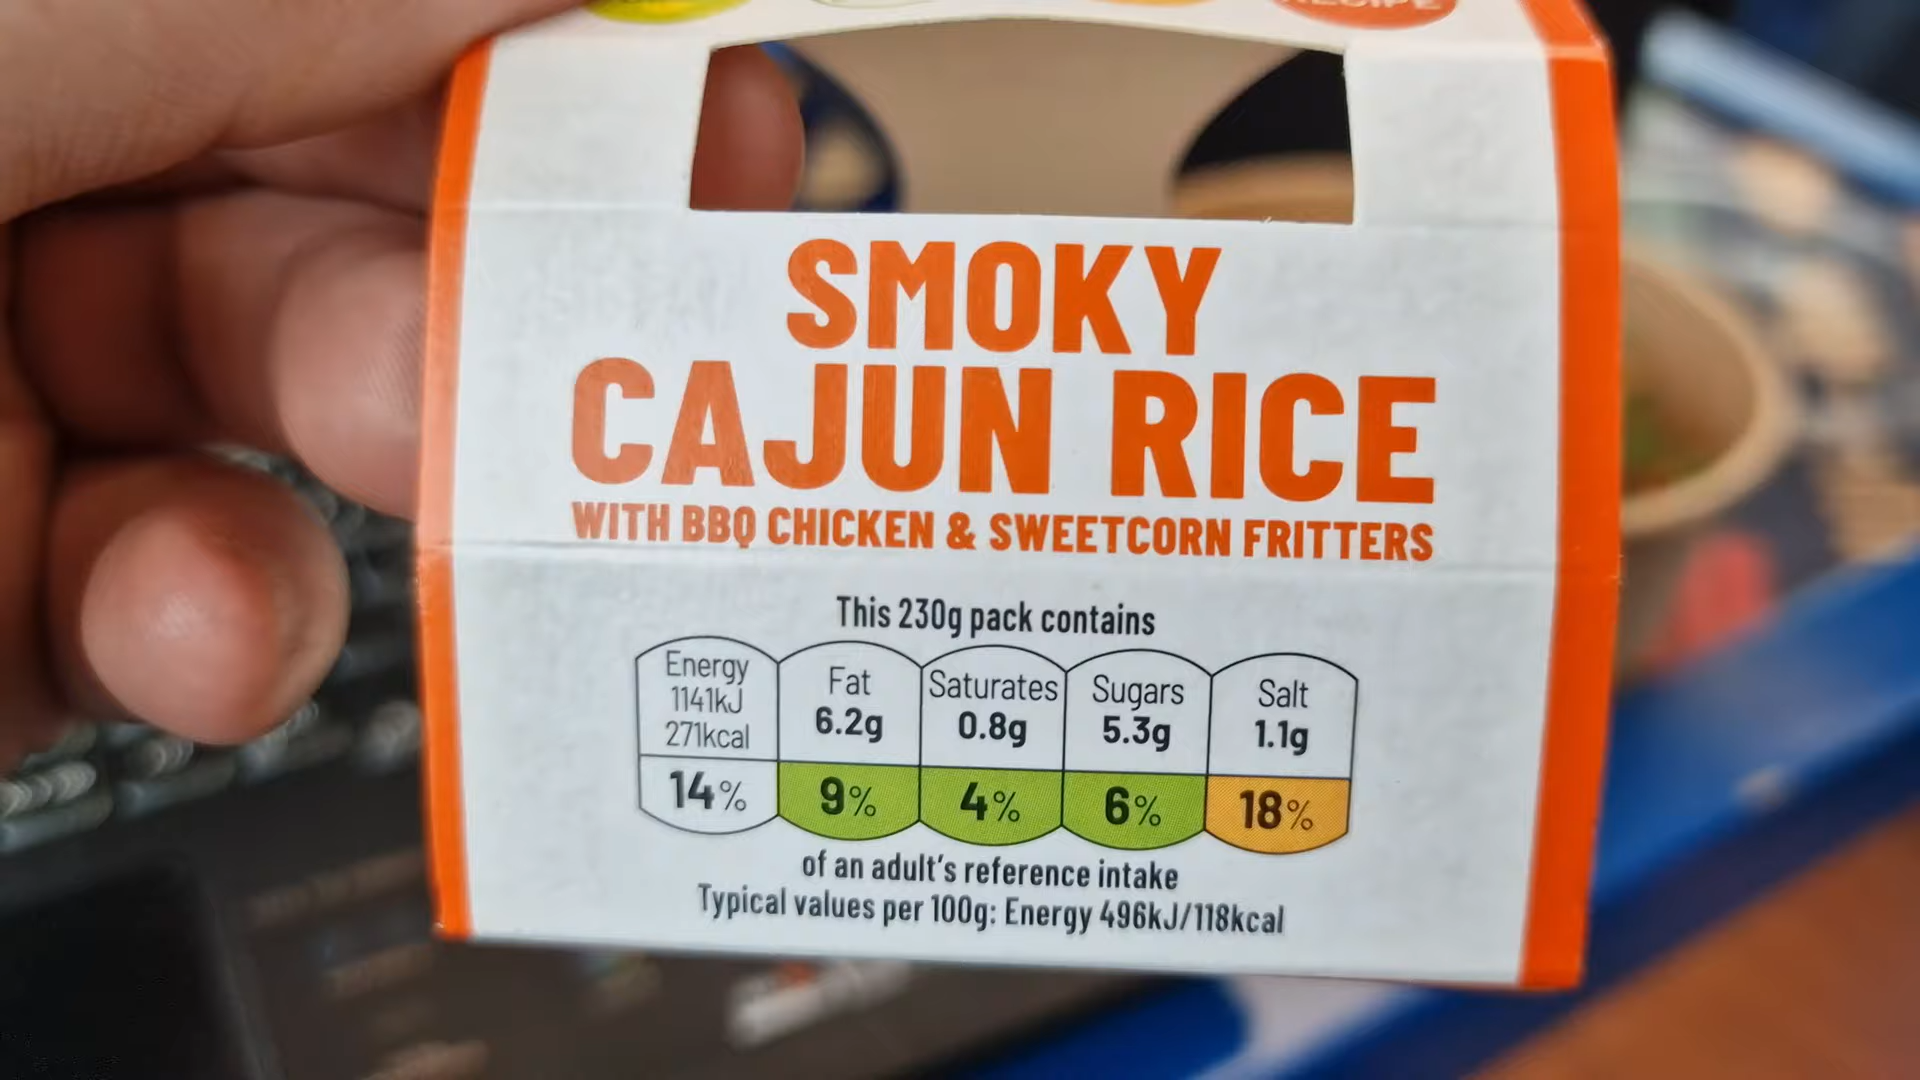 RECIPE
SMOKY
CAJUN RICE
WITH BBQ CHICKEN & SWEETCORN FRITTERS
This 230g pack contains
Energy
1141kJ
271kcal
14%
Fat
6.2g
9%
Saturates
0.8g
4%
Sugars
5.3g
6%
Salt
1.1g
18%
of an adult's reference intake
Typical values per 100g: Energy 496kJ/118kcal